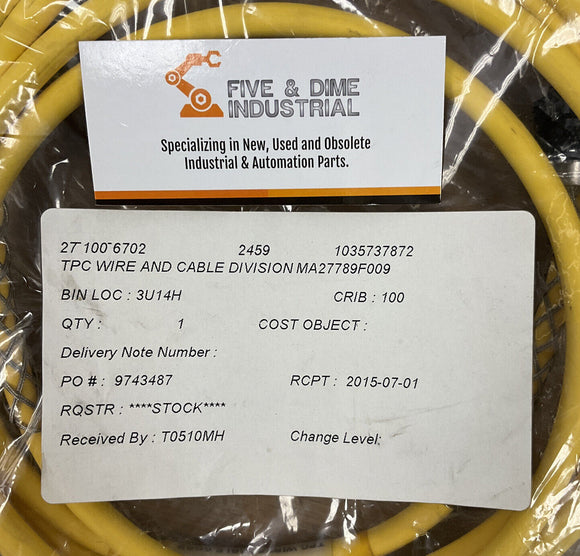 FIVE & DIME
INDUSTRIAL
Specializing in New, Used and Obsolete
Industrial & Automation Parts.
27-100-6702 2459 1035737872
TPC WIRE AND CABLE DIVISION MA27789F009
BIN LOC : 3U14H CRIB : 100
QTY : 1 COST OBJECT :
Delivery Note Number :
PO # : 9743487 RCPT : 2015-07-01
RQSTR : ****STOCK****
Received By : T0510MH Change Level: